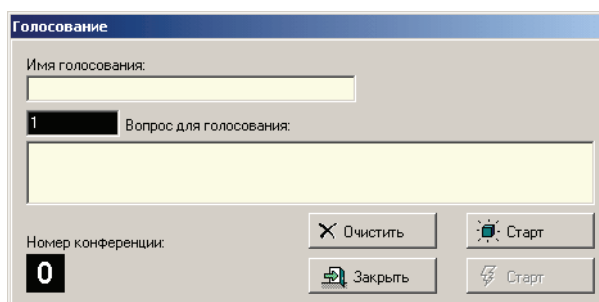 Голосование
Имя голосования:
1 Вопрос для голосования:
Очистить Старт
Номер конференции:
0 Закрыть Старт